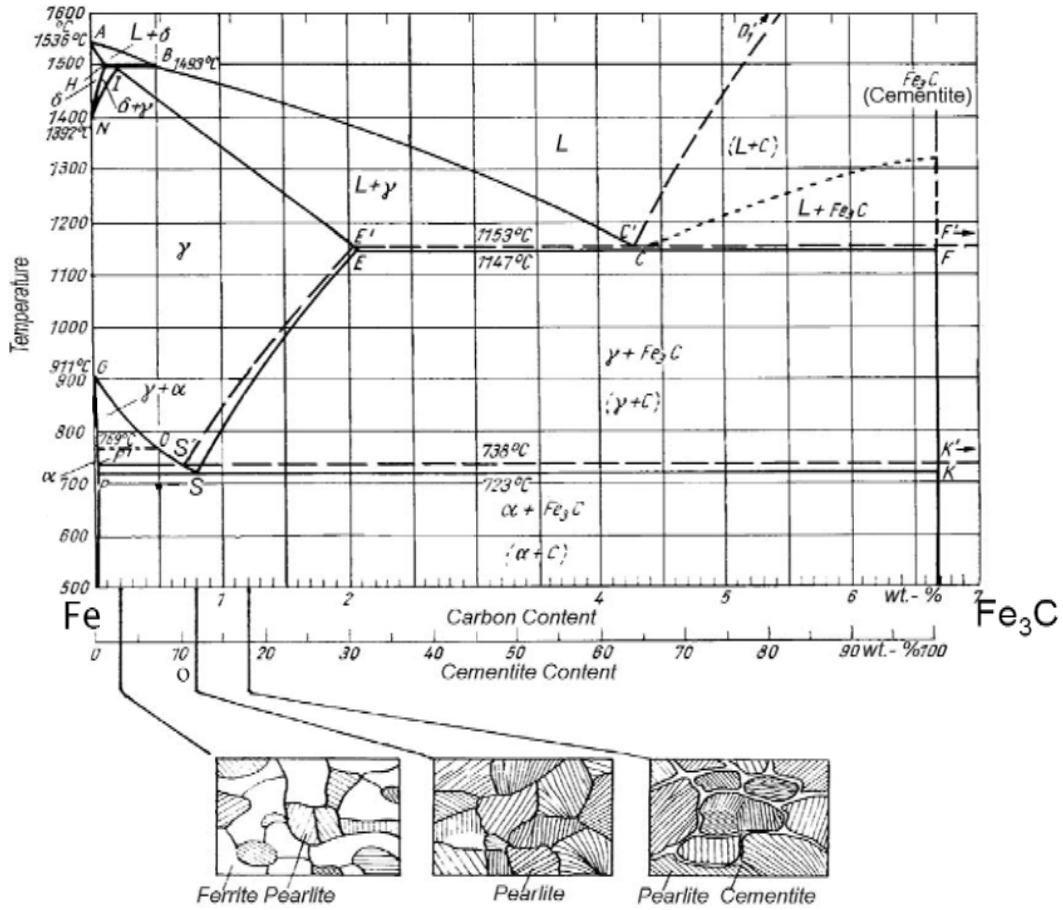 7600
°C
1536°C
A
L+δ
D₁'
1500
B
1493°C
H
I
δ
δ+γ
Fe₃C
(Cementite)
1400
N
1392°C
L
(L+C)
1300
L+γ
L + Fe₃C
1200
E'
1153°C
C'
F'
γ
E
1147°C
C
F
1100
Temperature
1000
γ + Fe₃C
911°C
G
(γ+C)
900
γ+α
800
769°C
O
S'
738°C
K'
P'
α
P
S
723°C
K
700
α + Fe₃C
600
(α+C)
500
1
2
4
5
6
wt.- %
7
Fe
Carbon Content
Fe₃C
0
10
20
30
40
50
60
70
80
90
wt.- %100
O
Cementite Content
Ferrite Pearlite
Pearlite
Pearlite Cementite